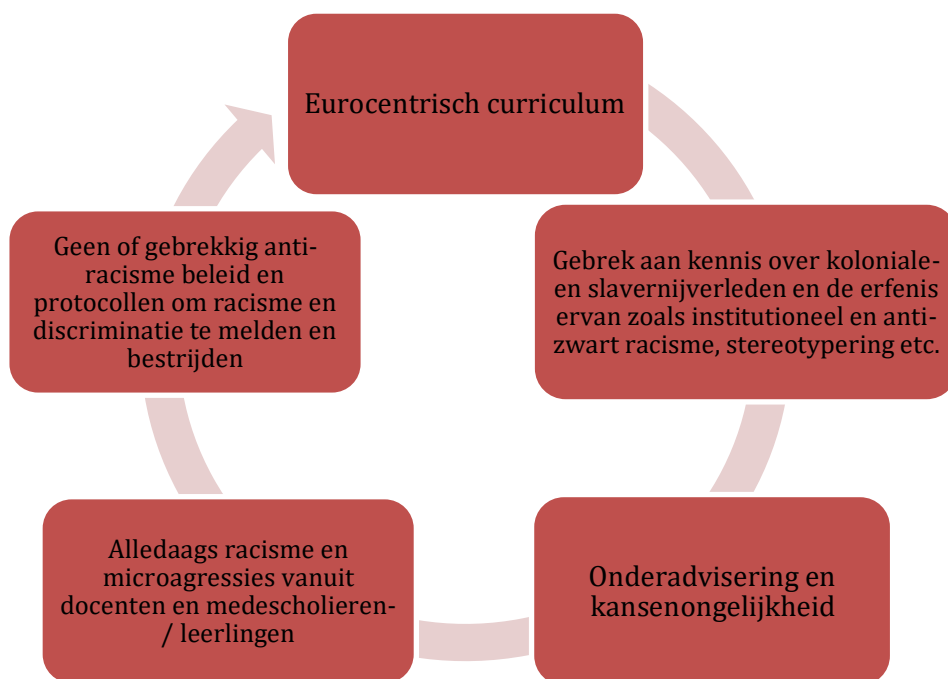 Eurocentrisch curriculum
Gebrek aan kennis over koloniale-
en slavernijverleden en de erfenis
ervan zoals institutioneel en anti-
zwart racisme, stereotypering etc.
Onderadvisering en
kansenongelijkheid
Alledaags racisme en
microagressies vanuit
docenten en medescholieren-
/ leerlingen
Geen of gebrekkig anti-
racisme beleid en
protocollen om racisme en
discriminatie te melden en
bestrijden